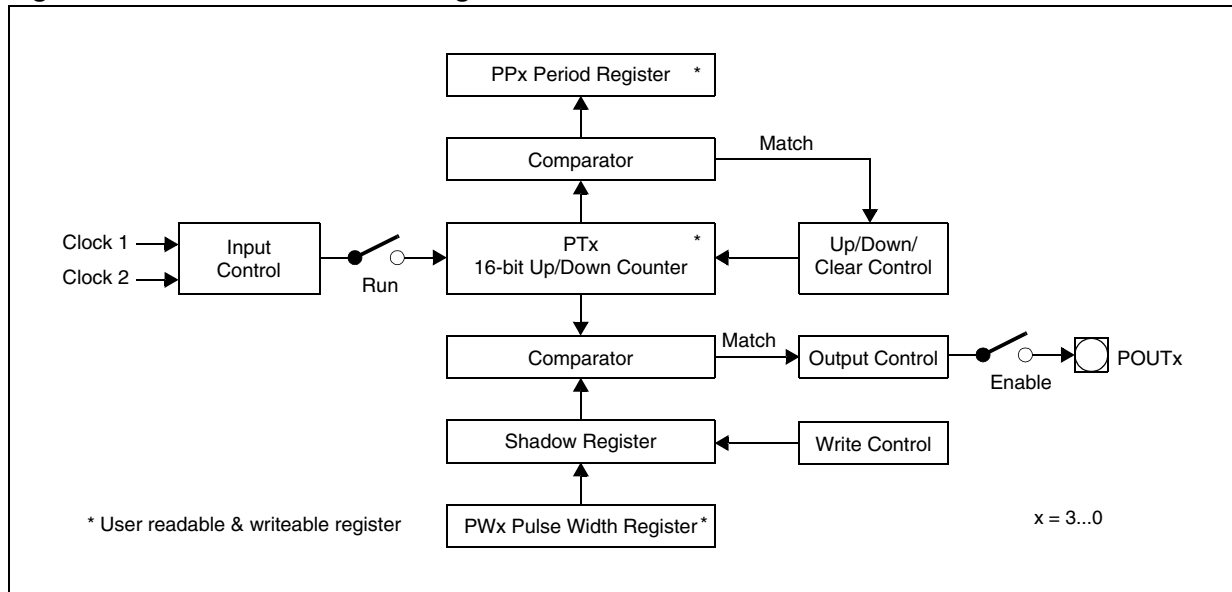 PPx Period Register *
Comparator
Match
Clock 1
Clock 2
Input
Control
Run
PTx *
16-bit Up/Down Counter
Up/Down/
Clear Control
Comparator
Match
Output Control
Enable
POUTx
Shadow Register
Write Control
* User readable & writeable register
PWx Pulse Width Register *
x = 3...0